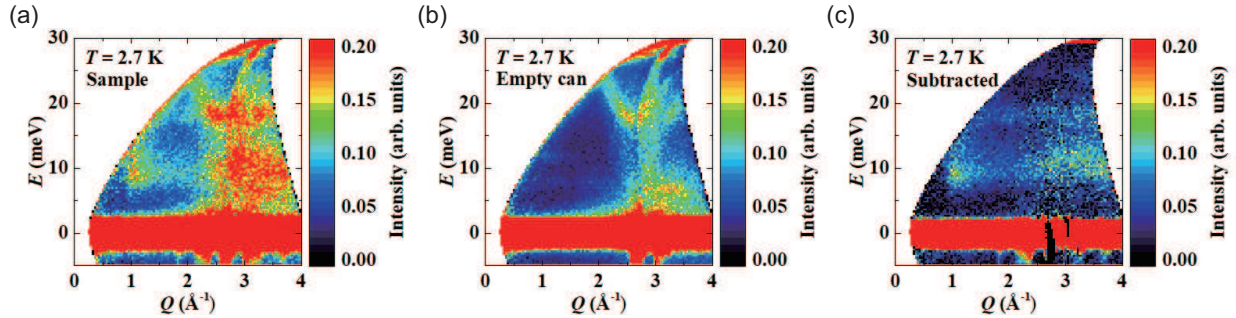 (a)
T = 2.7 K
Sample
E (meV)
30
20
10
0
0 1 2 3 4
Q (Å⁻¹)
0.20
0.15
0.10
0.05
0.00
Intensity (arb. units)
(b)
T = 2.7 K
Empty can
E (meV)
30
20
10
0
0 1 2 3 4
Q (Å⁻¹)
0.20
0.15
0.10
0.05
0.00
Intensity (arb. units)
(c)
T = 2.7 K
Subtracted
E (meV)
30
20
10
0
0 1 2 3 4
Q (Å⁻¹)
0.20
0.15
0.10
0.05
0.00
Intensity (arb. units)